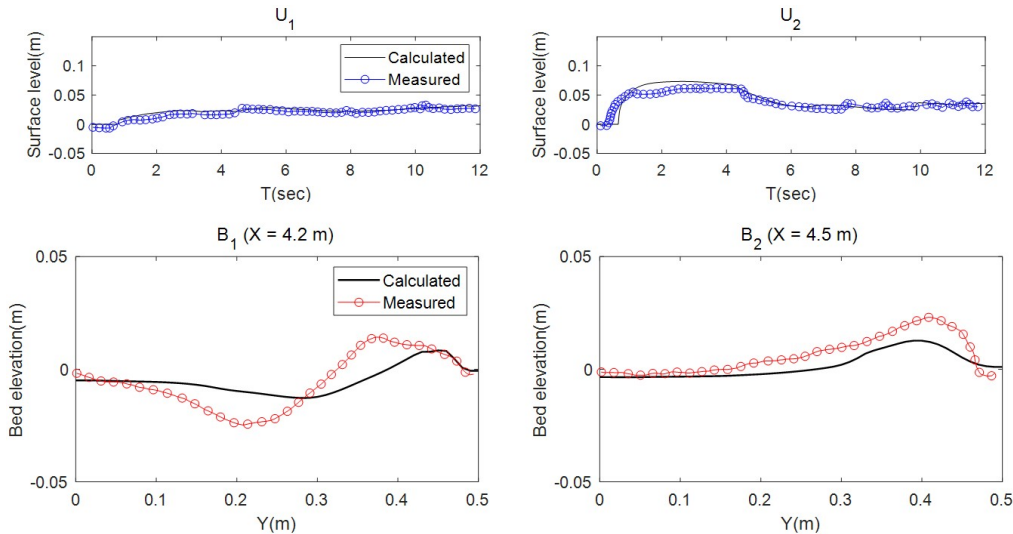 U1
Surface level(m)
0.1
0.05
0
-0.05
Calculated
Measured
0 2 4 6 8 10 12
T(sec)
U2
Surface level(m)
0.1
0.05
0
-0.05
0 2 4 6 8 10 12
T(sec)
B1 (X = 4.2 m)
Bed elevation(m)
0.05
0
-0.05
Calculated
Measured
0 0.1 0.2 0.3 0.4 0.5
Y(m)
B2 (X = 4.5 m)
Bed elevation(m)
0.05
0
-0.05
0 0.1 0.2 0.3 0.4 0.5
Y(m)